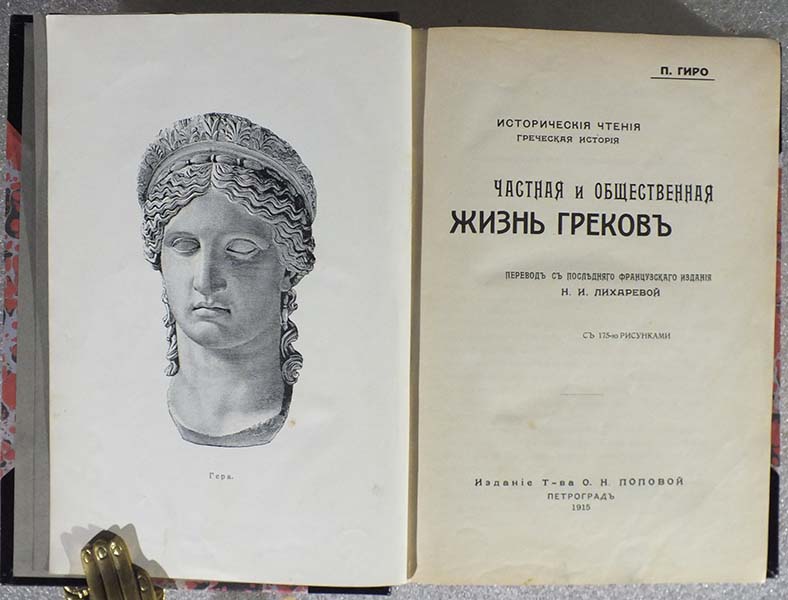 Гера.
П. ГИРО
ИСТОРИЧЕСКІЯ ЧТЕНІЯ
ГРЕЧЕСКАЯ ИСТОРІЯ
ЧАСТНАЯ и ОБЩЕСТВЕННАЯ
ЖИЗНЬ ГРЕКОВЪ
ПЕРЕВОДЪ СЪ ПОСЛѢДНЯГО ФРАНЦУЗСКАГО ИЗДАНІЯ
Н. И. ЛИХАРЕВОЙ
СЪ 175-ю РИСУНКАМИ
Изданіе Т-ва О. Н. ПОПОВОЙ
ПЕТРОГРАДЪ
1915